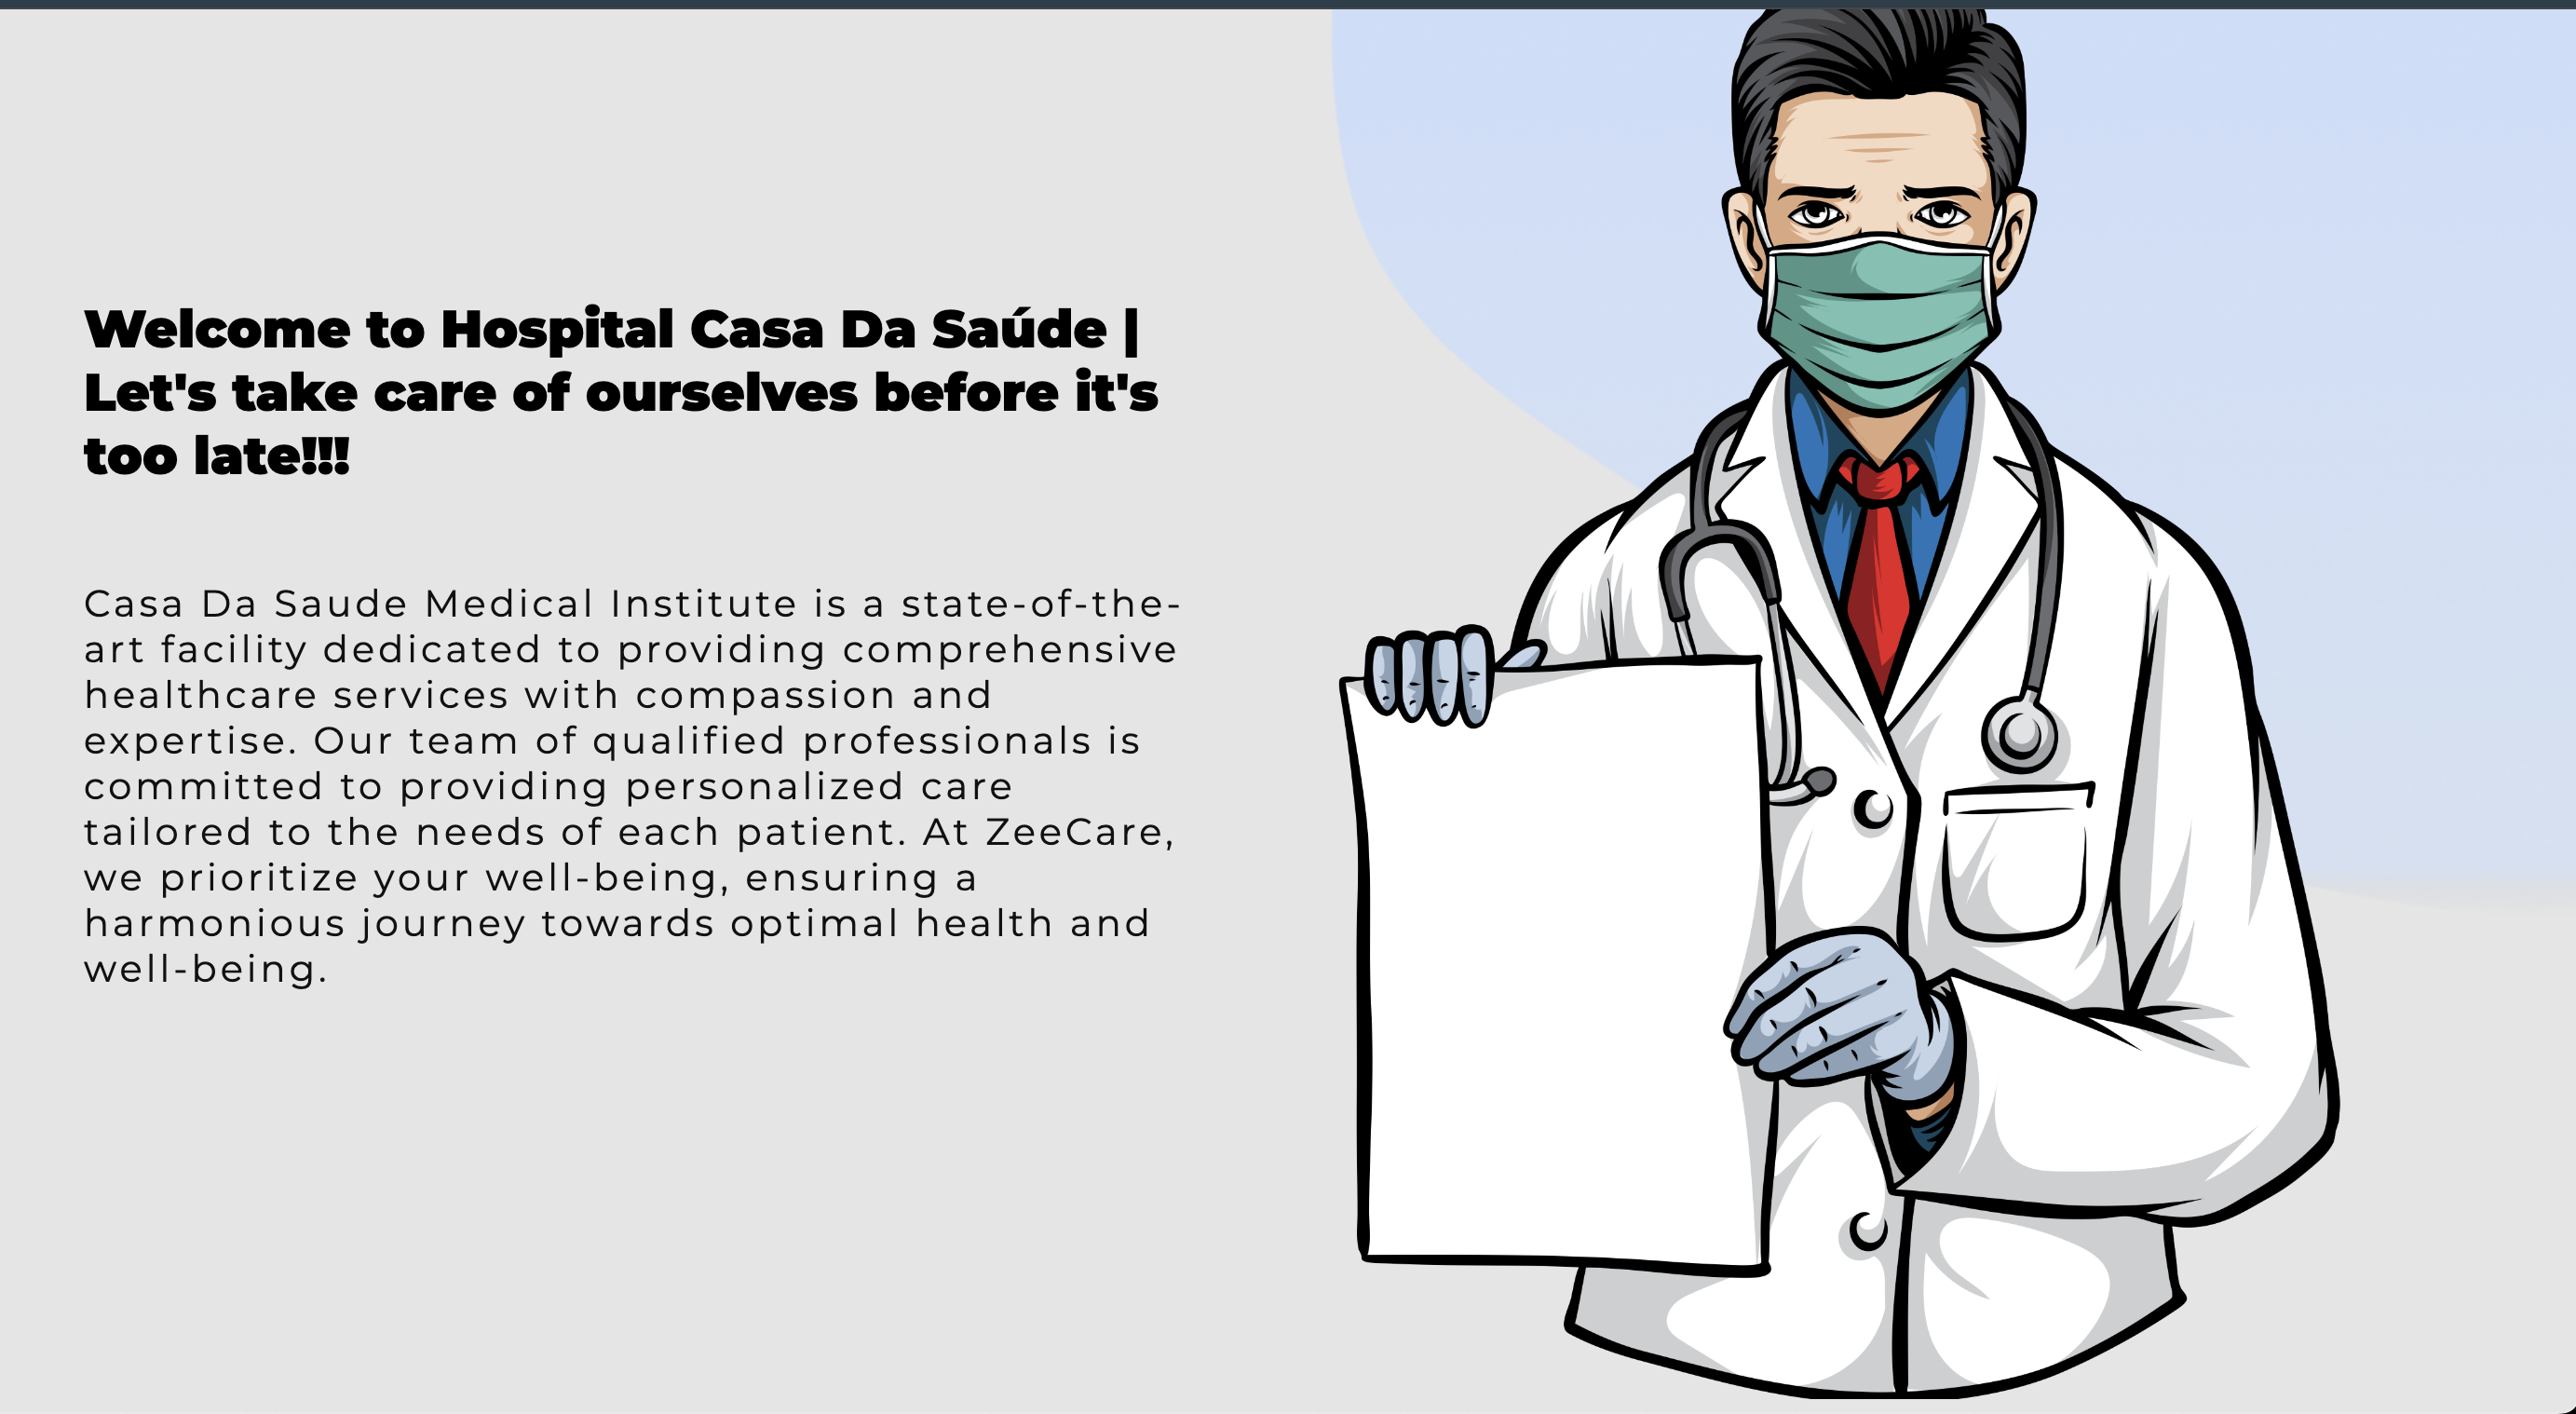 Welcome to Hospital Casa Da Saúde |
Let's take care of ourselves before it's
too late!!!
Casa Da Saude Medical Institute is a state-of-the-
art facility dedicated to providing comprehensive
healthcare services with compassion and
expertise. Our team of qualified professionals is
committed to providing personalized care
tailored to the needs of each patient. At ZeeCare,
we prioritize your well-being, ensuring a
harmonious journey towards optimal health and
well-being.